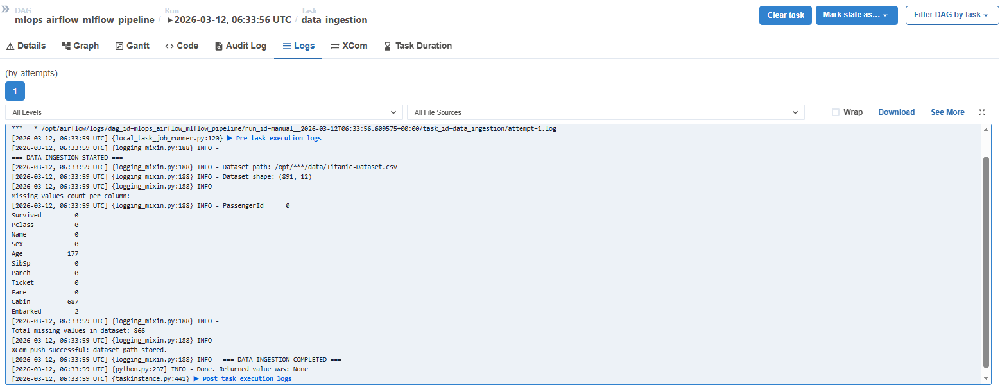 DAG Run Task
mlops_airflow_mlflow_pipeline / 2026-03-12, 06:33:56 UTC / data_ingestion
Clear task Mark state as... Filter DAG by task
Details Graph Gantt Code Audit Log Logs XCom Task Duration
(by attempts)
1
All Levels All File Sources Wrap Download See More
*** * /opt/airflow/logs/dag_id=mlops_airflow_mlflow_pipeline/run_id=manual__2026-03-12T06:33:56.609575+00:00/task_id=data_ingestion/attempt=1.log
[2026-03-12, 06:33:59 UTC] {local_task_job_runner.py:120} ▶ Pre task execution logs
[2026-03-12, 06:33:59 UTC] {logging_mixin.py:188} INFO -
=== DATA INGESTION STARTED ===
[2026-03-12, 06:33:59 UTC] {logging_mixin.py:188} INFO - Dataset path: /opt/***/data/Titanic-Dataset.csv
[2026-03-12, 06:33:59 UTC] {logging_mixin.py:188} INFO - Dataset shape: (891, 12)
[2026-03-12, 06:33:59 UTC] {logging_mixin.py:188} INFO -
Missing values count per column:
[2026-03-12, 06:33:59 UTC] {logging_mixin.py:188} INFO - PassengerId 0
Survived 0
Pclass 0
Name 0
Sex 0
Age 177
SibSp 0
Parch 0
Ticket 0
Fare 0
Cabin 687
Embarked 2
[2026-03-12, 06:33:59 UTC] {logging_mixin.py:188} INFO -
Total missing values in dataset: 866
[2026-03-12, 06:33:59 UTC] {logging_mixin.py:188} INFO -
XCom push successful: dataset_path stored.
[2026-03-12, 06:33:59 UTC] {logging_mixin.py:188} INFO - === DATA INGESTION COMPLETED ===
[2026-03-12, 06:33:59 UTC] {python.py:237} INFO - Done. Returned value was: None
[2026-03-12, 06:33:59 UTC] {taskinstance.py:441} ▶ Post task execution logs